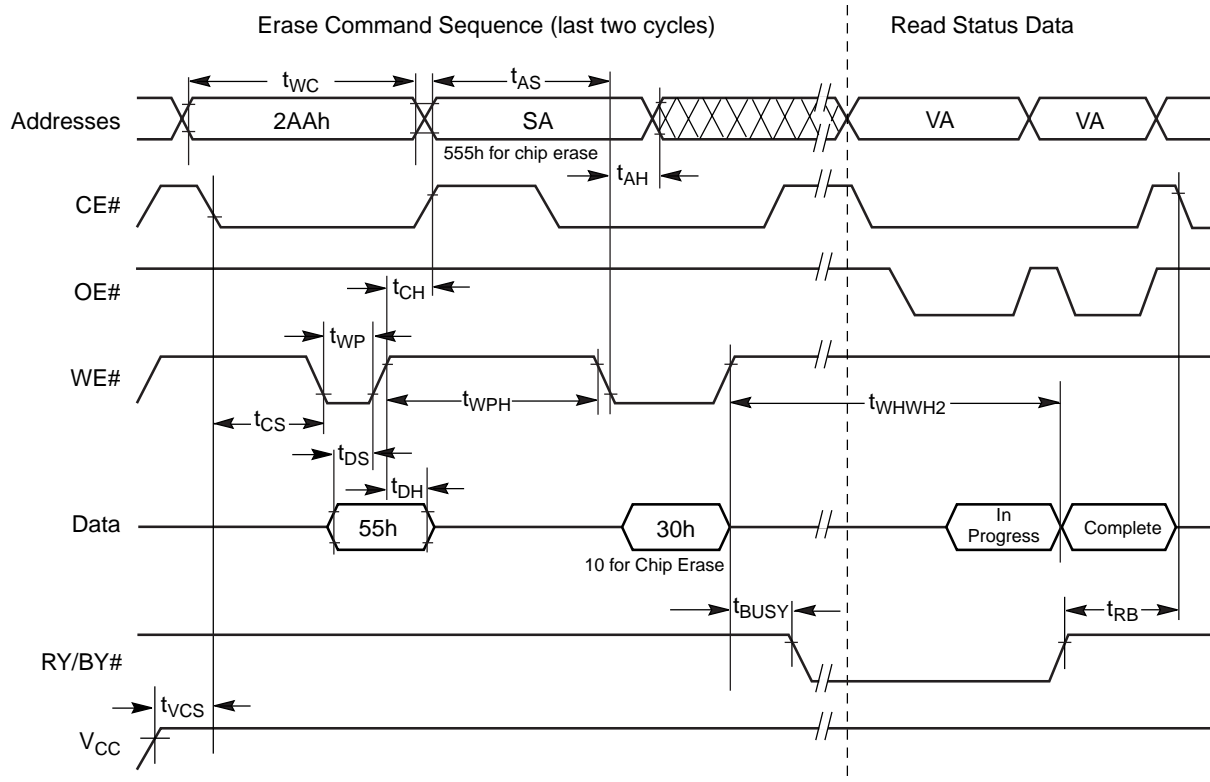 Erase Command Sequence (last two cycles)
Read Status Data
tWC
tAS
Addresses
2AAh
SA
VA
VA
555h for chip erase
tAH
CE#
OE#
tCH
tWP
WE#
tWPH
tWHWH2
tCS
tDS
tDH
Data
55h
30h
In
Progress
Complete
10 for Chip Erase
tBUSY
tRB
RY/BY#
tVCS
VCC